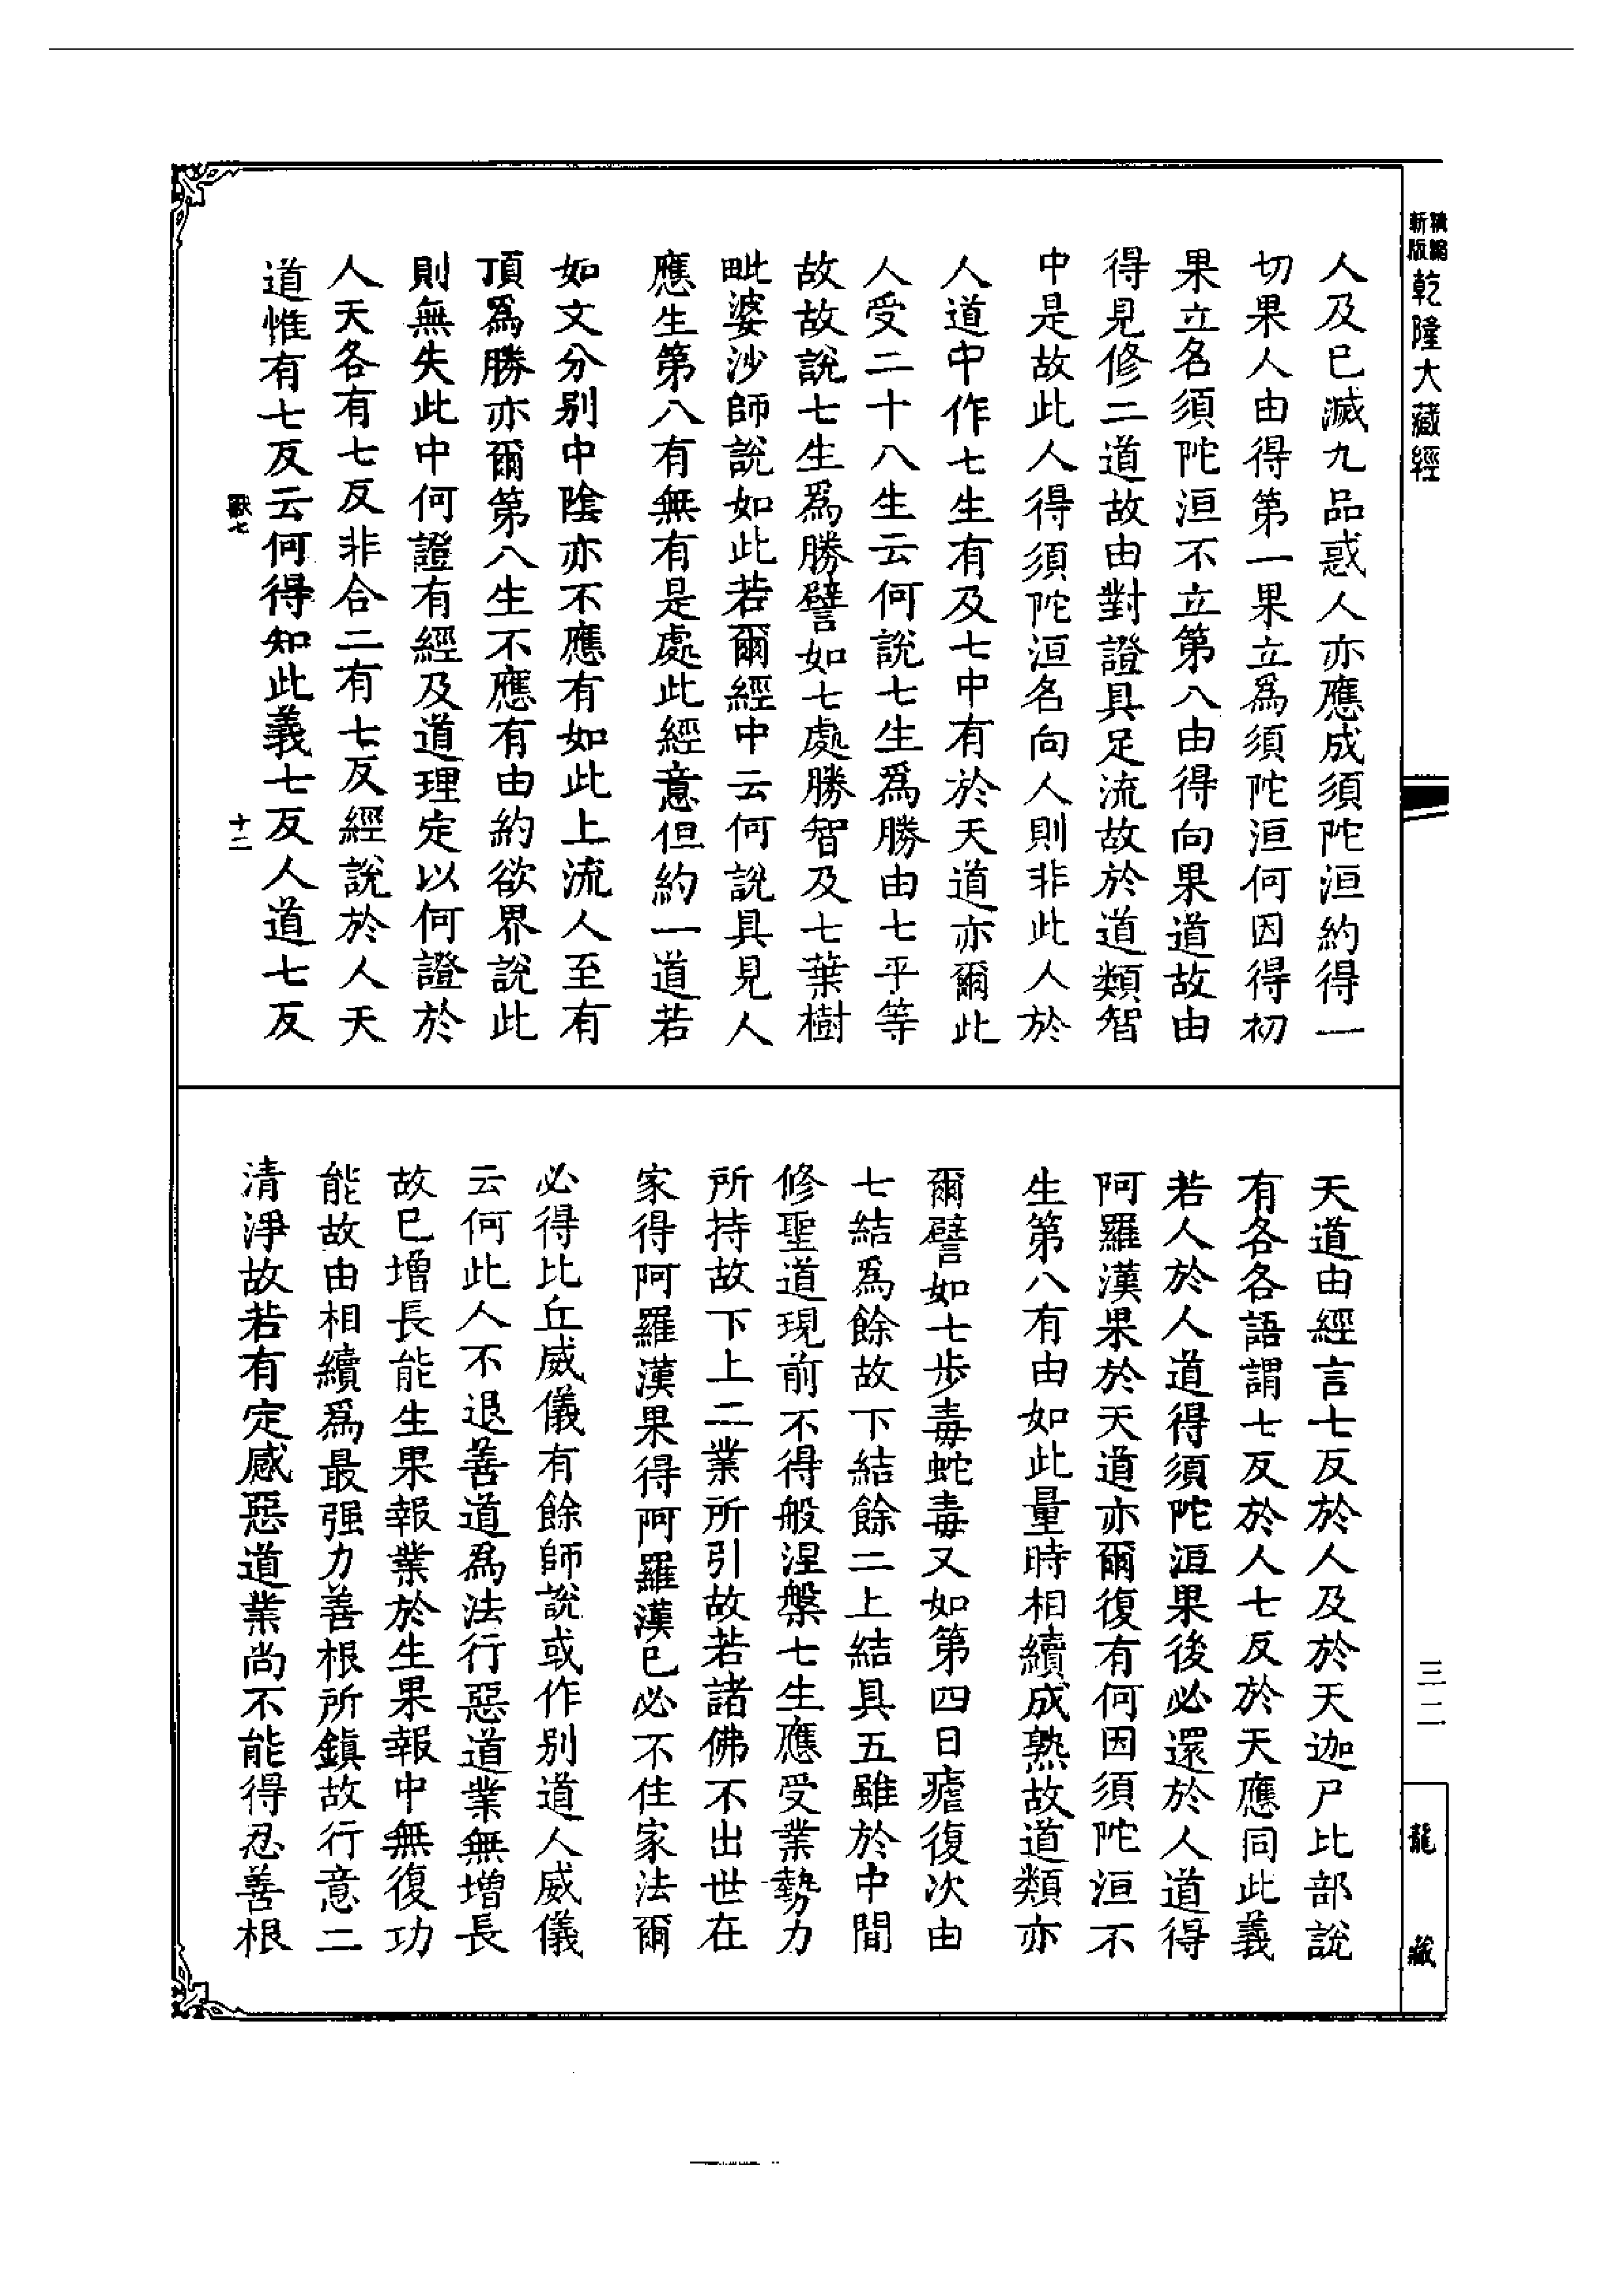 新版
精編
乾隆大藏經
人及已滅九品惑人亦應成須陀洹約得一
切果人由得第一果立爲須陀洹何因得初
果立名須陀洹不立第八由得向果道故由
得見修二道故由對證具足流故於道類智
中是故此人得須陀洹名向人則非此人於
人道中作七生有及七中有於天道亦爾此
人受二十八生云何說七生爲勝由七平等
故故說七生爲勝譬如七處勝智及七葉樹
毗婆沙師說如此若爾經中云何說具見人
應生第八有無有是處此經意但約一道若
如文分别中陰亦不應有如此上流人至有
頂爲勝亦爾第八生不應有由約欲界說此
則無失此中何證有經及道理定以何證於
人天各有七反非合二有七反經說於人天
道惟有七反云何得知此義七反人道七反
十二
天道由經言七反於人及於天迦尸比部說
有各各語謂七反於人七反於天應同此義
若人於人道得須陀洹果後必還於人道得
阿羅漢果於天道亦爾復有何因須陀洹不
生第八有由如此量時相續成熟故道類亦
爾譬如七步毒蛇毒又如第四日瘧復次由
七結爲餘故下結餘二上結具五雖於中間
修聖道現前不得般涅槃七生應受業勢力
所持故下上二業所引故若諸佛不出世在
家得阿羅漢果得阿羅漢已必不住家法爾
必得比丘威儀有餘師說或作别道人威儀
云何此人不退善道爲法行惡道業無增長
故已增長能生果報業於生果報中無復功
能故由相續爲最强力善根所鎮故行意二
清淨故若有定感惡道業尚不能得忍善根
三二
龍藏